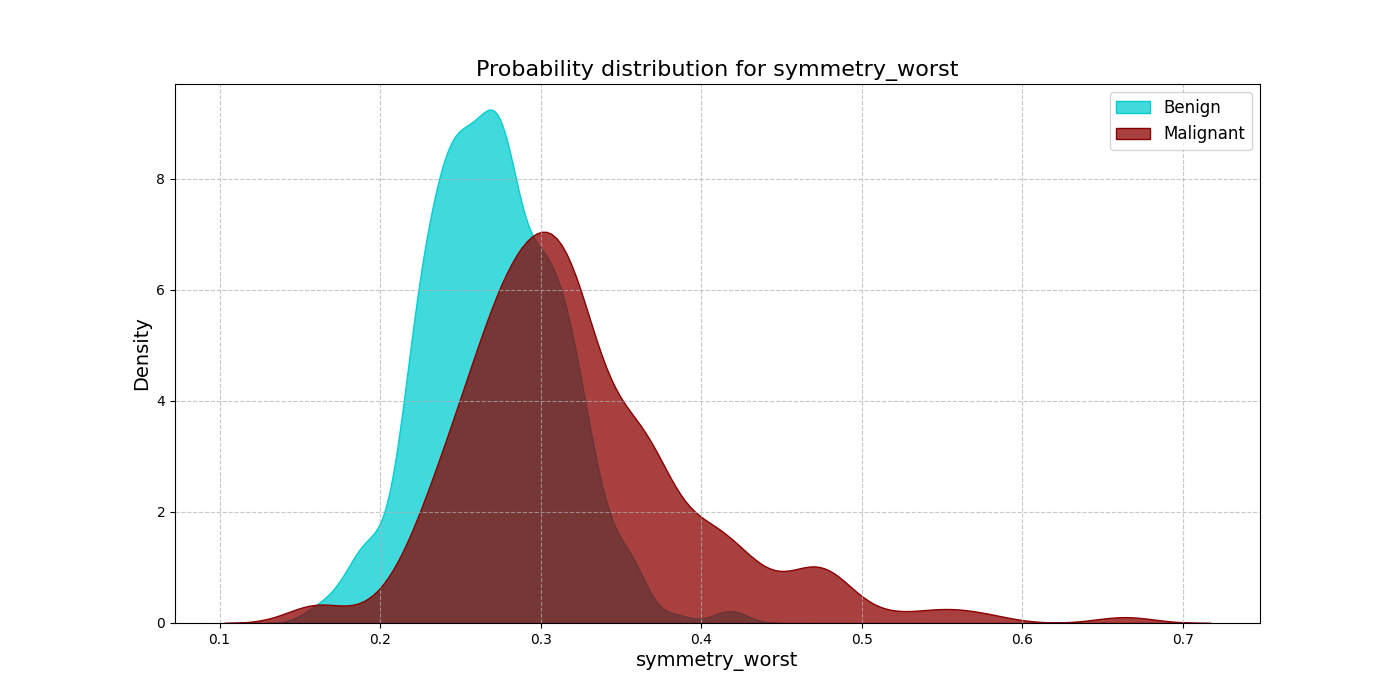 Probability distribution for symmetry_worst
Benign
Malignant
8
6
4
2
0
Density
0.1 0.2 0.3 0.4 0.5 0.6 0.7
symmetry_worst